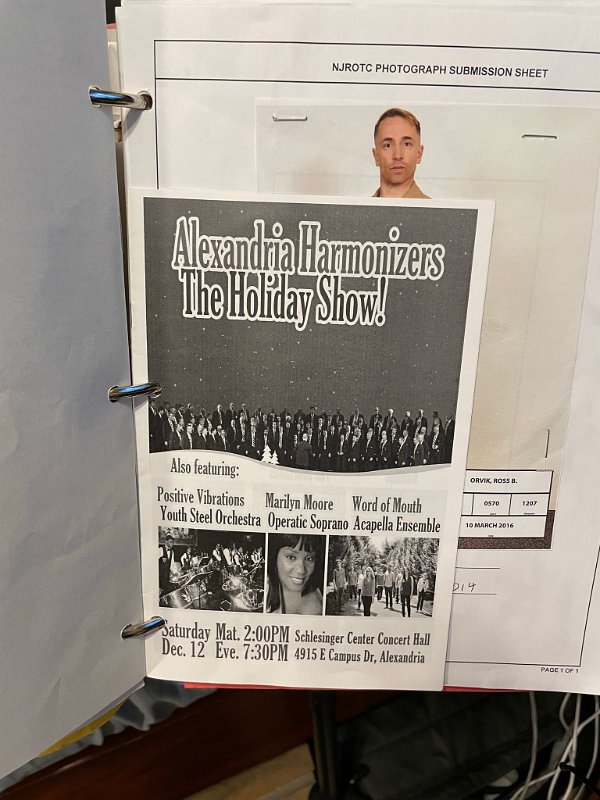 NJROTC PHOTOGRAPH SUBMISSION SHEET
Alexandria Harmonizers
The Holiday Show!
Also featuring:
Positive Vibrations
Youth Steel Orchestra
Marilyn Moore
Operatic Soprano
Word of Mouth
Acapella Ensemble
Saturday Mat. 2:00PM Schlesinger Center Concert Hall
Dec. 12 Eve. 7:30PM 4915 E Campus Dr, Alexandria
ORVIK, ROSS B.
0570 1207
10 MARCH 2016
014
PAGE 1 OF 1